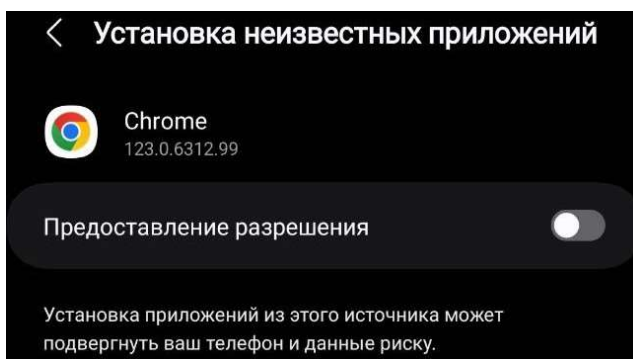 Установка неизвестных приложений
Chrome
123.0.6312.99
Предоставление разрешения
Установка приложений из этого источника может
подвергнуть ваш телефон и данные риску.